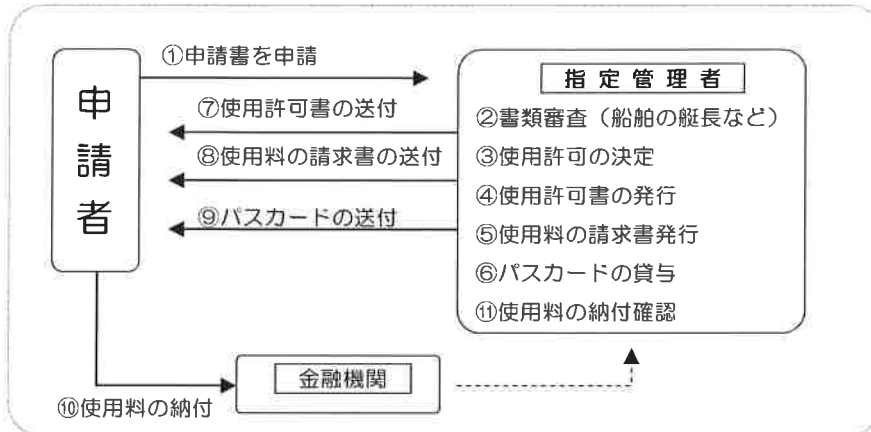 申請者
①申請書を申請
⑦使用許可書の送付
⑧使用料の請求書の送付
⑨パスカードの送付
指定管理者
②書類審査（船舶の艇長など）
③使用許可の決定
④使用許可書の発行
⑤使用料の請求書発行
⑥パスカードの貸与
⑪使用料の納付確認
金融機関
⑩使用料の納付